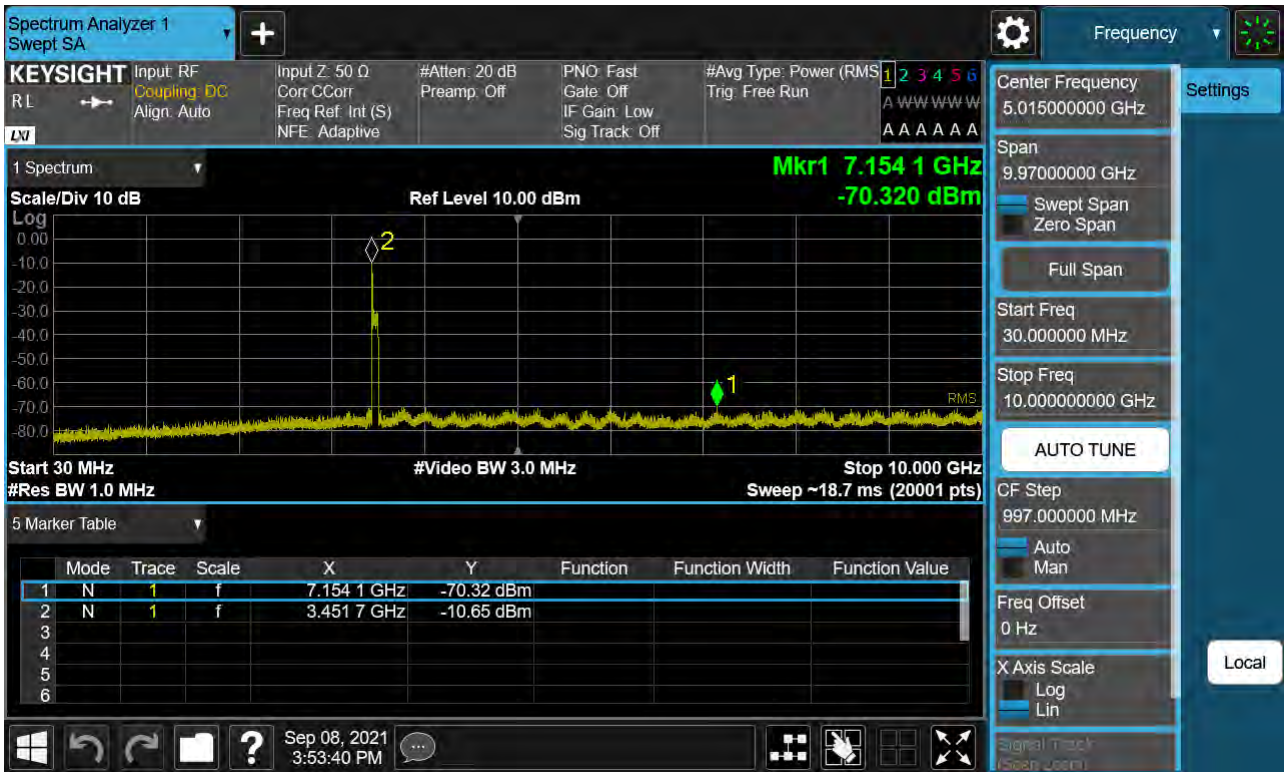 Spectrum Analyzer 1
Swept SA
Frequency
KEYSIGHT
RL
LXI
Input: RF
Coupling: DC
Align: Auto
Input Z: 50 Ω
Corr CCorr
Freq Ref: Int (S)
NFE: Adaptive
#Atten: 20 dB
Preamp: Off
PNO: Fast
Gate: Off
IF Gain: Low
Sig Track: Off
#Avg Type: Power (RMS
Trig: Free Run
1 2 3 4 5 6
A W W W W W
A A A A A A
1 Spectrum
Mkr1 7.154 1 GHz
Scale/Div 10 dB
Ref Level 10.00 dBm
-70.320 dBm
Log
0.00
-10.0
-20.0
-30.0
-40.0
-50.0
-60.0
-70.0
-80.0
2
1
RMS
Start 30 MHz
#Video BW 3.0 MHz
Stop 10.000 GHz
#Res BW 1.0 MHz
Sweep ~18.7 ms (20001 pts)
5 Marker Table
Mode Trace Scale X Y Function Function Width Function Value
1 N 1 f 7.154 1 GHz -70.32 dBm
2 N 1 f 3.451 7 GHz -10.65 dBm
3
4
5
6
Sep 08, 2021
3:53:40 PM
Center Frequency
5.015000000 GHz
Span
9.97000000 GHz
Swept Span
Zero Span
Full Span
Start Freq
30.000000 MHz
Stop Freq
10.000000000 GHz
AUTO TUNE
CF Step
997.000000 MHz
Auto
Man
Freq Offset
0 Hz
X Axis Scale
Log
Lin
Signal Track
(Span Zoom)
Settings
Local